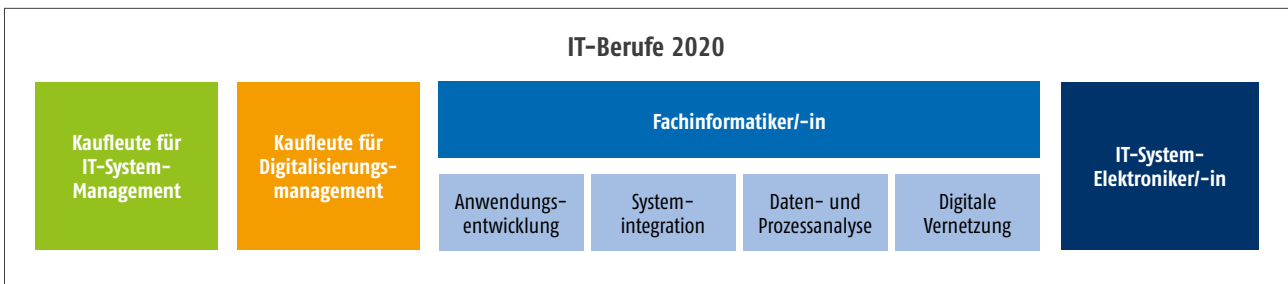 IT-Berufe 2020
Kaufleute für
IT-System-
Management
Kaufleute für
Digitalisierungs-
management
Fachinformatiker/-in
Anwendungs-
entwicklung
System-
integration
Daten- und
Prozessanalyse
Digitale
Vernetzung
IT-System-
Elektroniker/-in